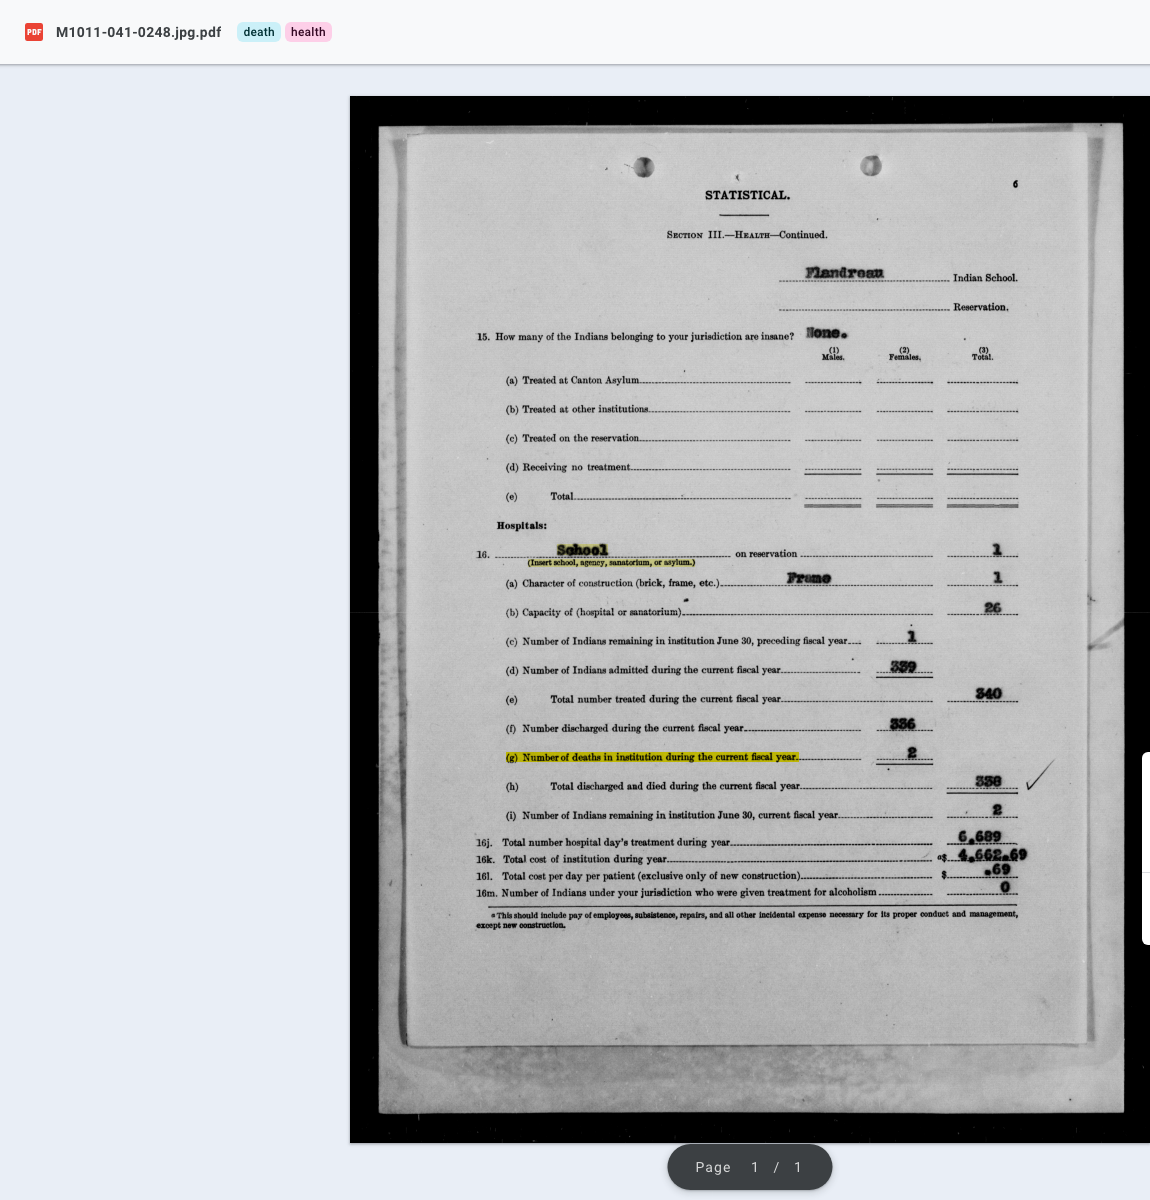 PDF M1011-041-0248.jpg.pdf death health
6
STATISTICAL.
SECTION III.—HEALTH—Continued.
Flandreau Indian School.
Reservation.
15. How many of the Indians belonging to your jurisdiction are insane? None.
(1) (2) (3)
Males. Females. Total.
(a) Treated at Canton Asylum
(b) Treated at other institutions
(c) Treated on the reservation
(d) Receiving no treatment
(e) Total
Hospitals:
16. School on reservation 1
(Insert school, agency, sanatorium, or asylum.)
(a) Character of construction (brick, frame, etc.) Frame 1
(b) Capacity of (hospital or sanatorium) 26
(c) Number of Indians remaining in institution June 30, preceding fiscal year 1
(d) Number of Indians admitted during the current fiscal year 339
(e) Total number treated during the current fiscal year 340
(f) Number discharged during the current fiscal year 336
(g) Number of deaths in institution during the current fiscal year. 2
(h) Total discharged and died during the current fiscal year 338
(i) Number of Indians remaining in institution June 30, current fiscal year 2
16j. Total number hospital day's treatment during year 6,689
16k. Total cost of institution during year a$ 4,662.69
16l. Total cost per day per patient (exclusive only of new construction) $ .69
16m. Number of Indians under your jurisdiction who were given treatment for alcoholism 0
a This should include pay of employees, subsistence, repairs, and all other incidental expense necessary for its proper conduct and management,
except new construction.
Page 1 / 1